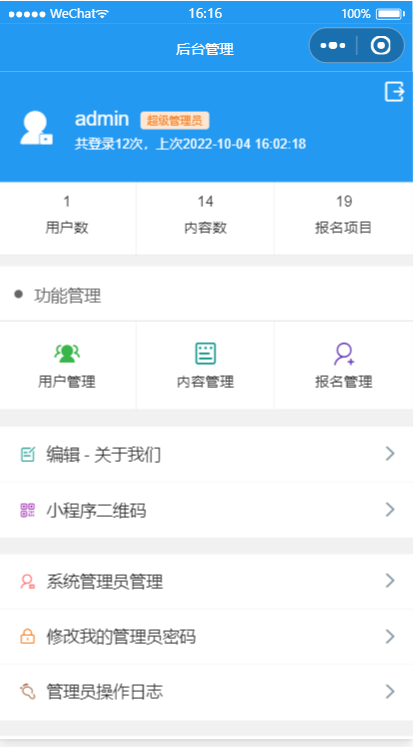 WeChat
16:16
100%
后台管理
admin 超级管理员
共登录12次，上次2022-10-04 16:02:18
1
用户数
14
内容数
19
报名项目
功能管理
用户管理
内容管理
报名管理
编辑 - 关于我们
小程序二维码
系统管理员管理
修改我的管理员密码
管理员操作日志